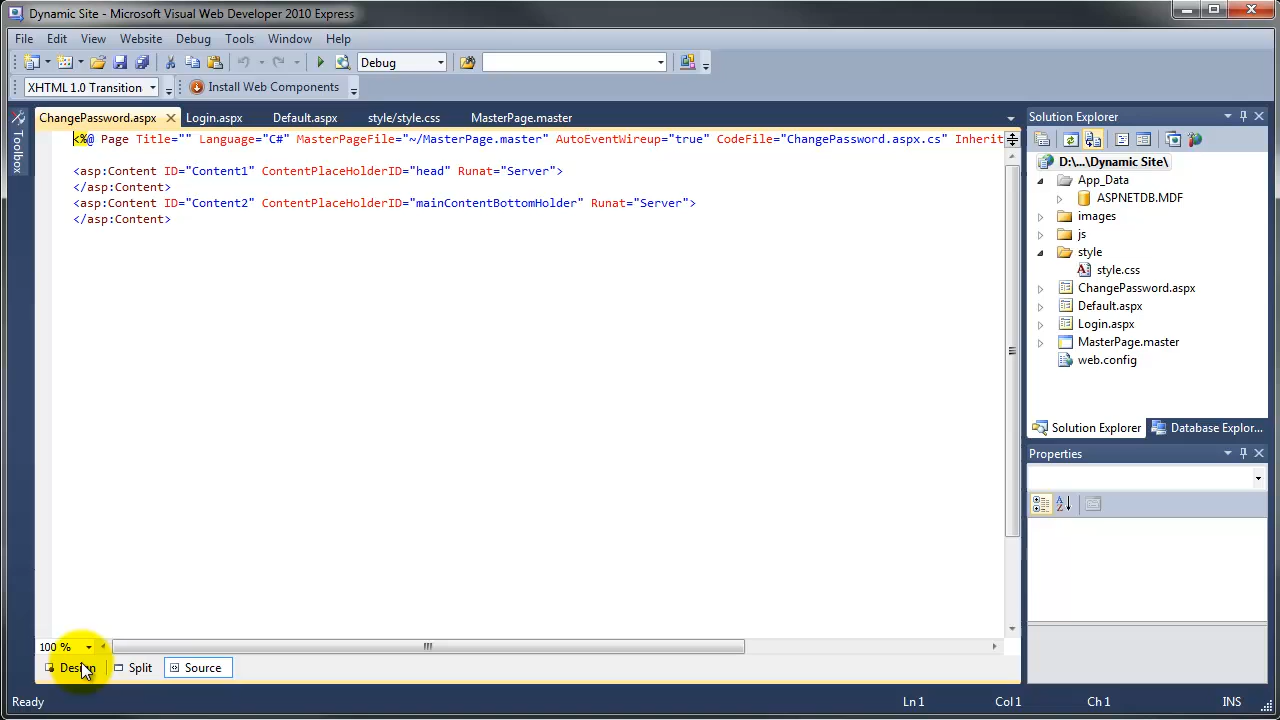 Dynamic Site - Microsoft Visual Web Developer 2010 Express
File Edit View Website Debug Tools Window Help
Debug
XHTML 1.0 Transition Install Web Components
ChangePassword.aspx Login.aspx Default.aspx style/style.css MasterPage.master
Toolbox
<%@ Page Title="" Language="C#" MasterPageFile="~/MasterPage.master" AutoEventWireup="true" CodeFile="ChangePassword.aspx.cs" Inherit
<asp:Content ID="Content1" ContentPlaceHolderID="head" Runat="Server">
</asp:Content>
<asp:Content ID="Content2" ContentPlaceHolderID="mainContentBottomHolder" Runat="Server">
</asp:Content>
100 %
Design Split Source
Solution Explorer
D:\...\Dynamic Site\
App_Data
ASPNETDB.MDF
images
js
style
style.css
ChangePassword.aspx
Default.aspx
Login.aspx
MasterPage.master
web.config
Solution Explorer Database Explor...
Properties
Ready Ln 1 Col 1 Ch 1 INS